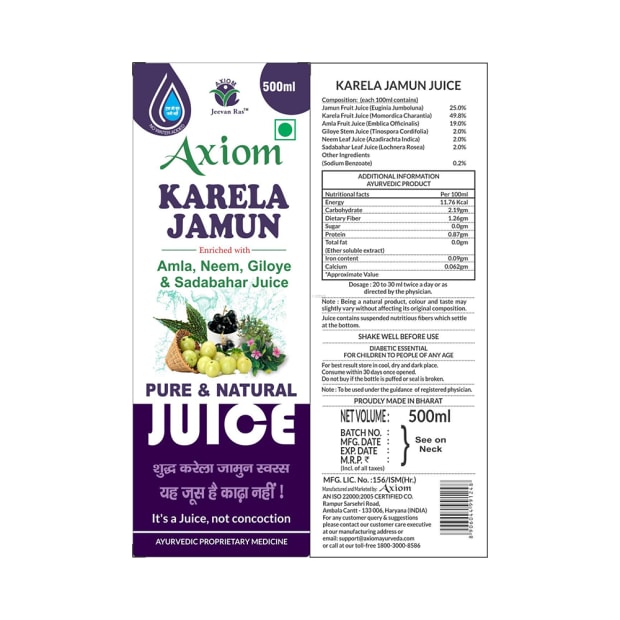 AXIOM
Jeevan Ras™
500ml
Axiom
KARELA
JAMUN
Enriched with
Amla, Neem, Giloye
& Sadabahar Juice
PURE & NATURAL
JUICE
शुद्ध करेला जामुन स्वरस
यह जूस है काढ़ा नहीं !
It's a Juice, not concoction
AYURVEDIC PROPRIETARY MEDICINE
KARELA JAMUN JUICE
Composition: (each 100ml contains)
Jamun Fruit Juice (Euginia Jumboluna) 25.0%
Karela Fruit Juice (Momordica Charantia) 49.8%
Amla Fruit Juice (Emblica Officinalis) 19.0%
Giloye Stem Juice (Tinospora Cordifolia) 2.0%
Neem Leaf Juice (Azadirachta Indica) 2.0%
Sadabahar Leaf Juice (Lochnera Rosea) 2.0%
Other Ingredients
(Sodium Benzoate) 0.2%
ADDITIONAL INFORMATION
AYURVEDIC PRODUCT
Nutritional facts Per 100ml
Energy 11.76 Kcal
Carbohydrate 2.19gm
Dietary Fiber 1.26gm
Sugar 0.0gm
Protein 0.87gm
Total fat 0.0gm
(Ether soluble extract)
Iron content 0.09gm
Calcium 0.062gm
*Approximate Value
Dosage : 20 to 30 ml twice a day or as
directed by the physician.
Note : Being a natural product, colour and taste may
slightly vary without affecting its original composition.
Juice contains suspended nutritious fibers which settle
at the bottom.
SHAKE WELL BEFORE USE
DIABETIC ESSENTIAL
FOR CHILDREN TO PEOPLE OF ANY AGE
For best result store in cool, dry and dark place.
Consume within 30 days once opened.
Do not buy if the bottle is puffed or seal is broken.
Note : To be used under the guidance of registered physician.
PROUDLY MADE IN BHARAT
NET VOLUME : 500ml
BATCH NO. :
MFG. DATE :
EXP. DATE :
M.R.P. ₹ :
(Incl. of all taxes)
See on
Neck
MFG. LIC. No. :156/ISM(Hr.)
Manufactured and Marketed by : Axiom
AN ISO 22000:2005 CERTIFIED CO.
Rampur Sarsehri Road,
Ambala Cantt - 133 006, Haryana (INDIA)
For any customer query & suggestions
please contact our customer care executive
at our manufacturing address or
email: support@axiomayurveda.com
or call at our toll-free 1800-3000-8586